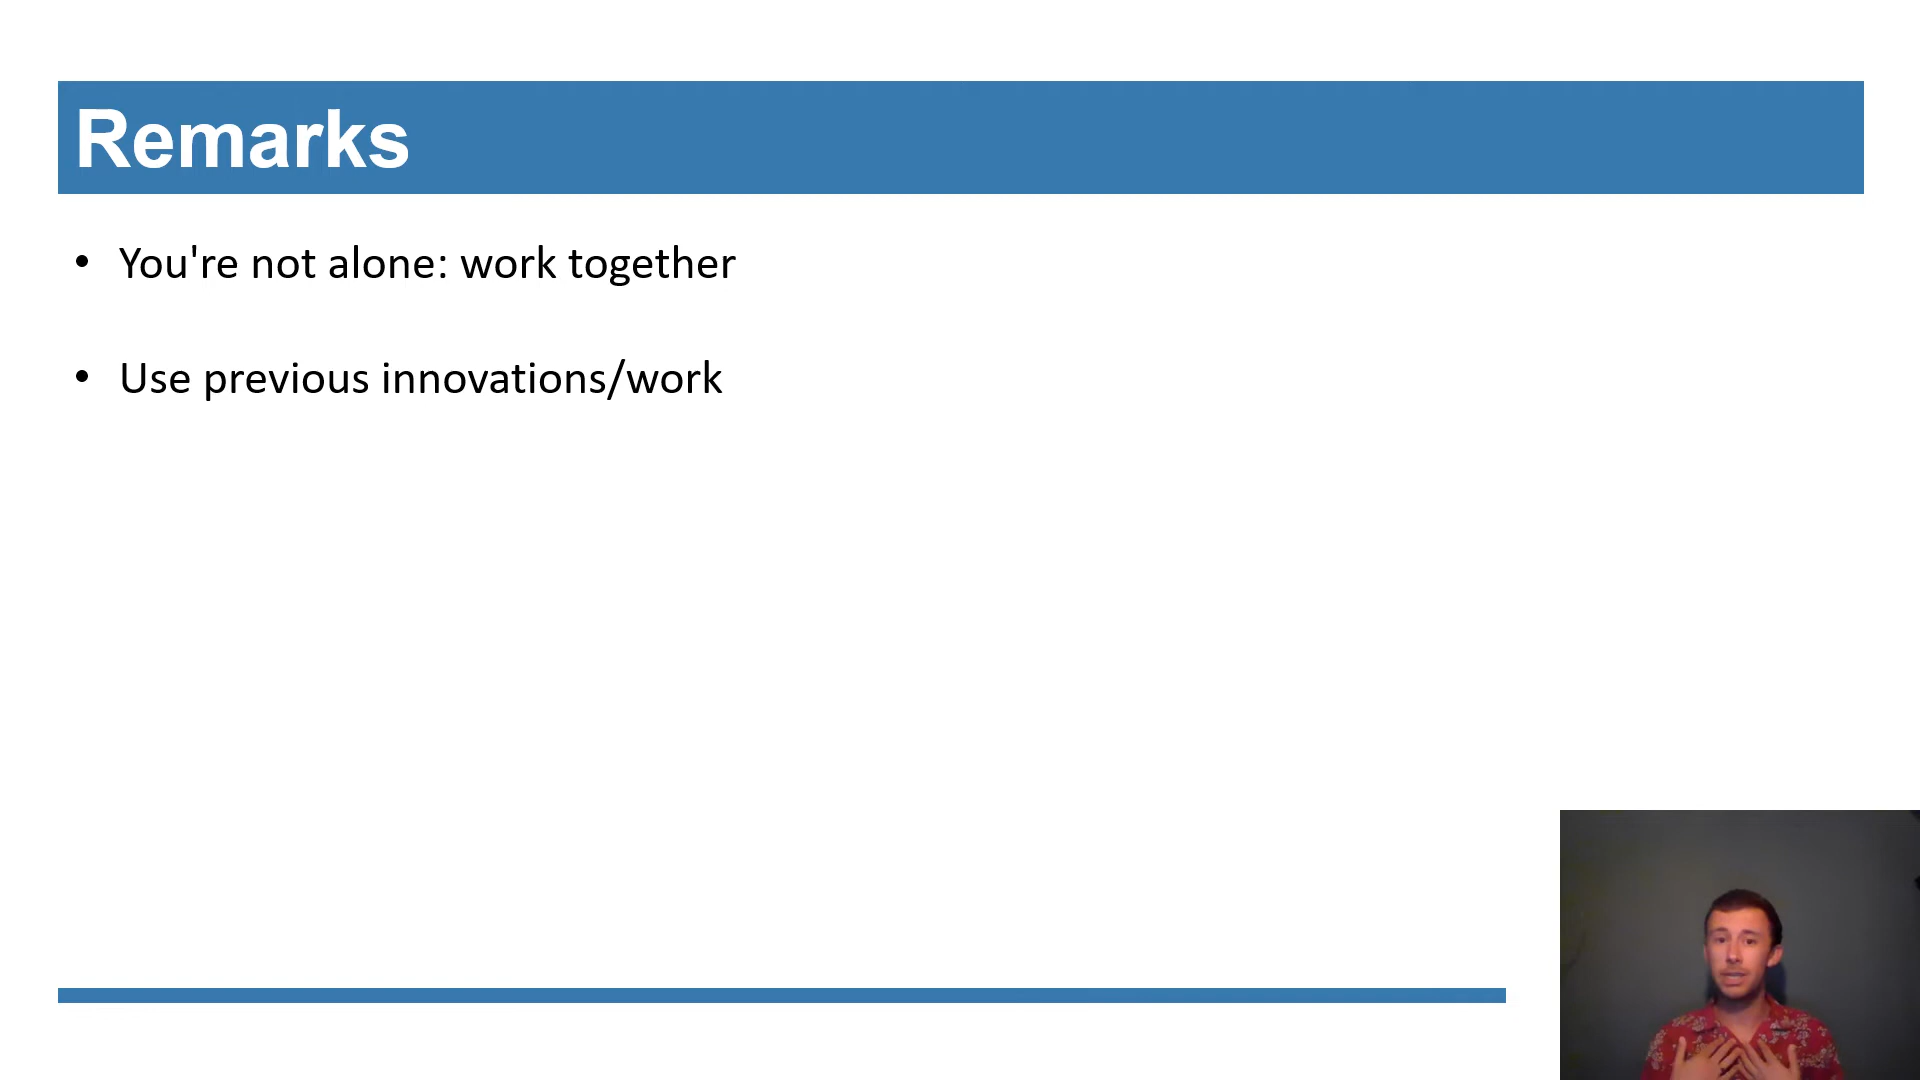 Remarks
• You're not alone: work together
• Use previous innovations/work